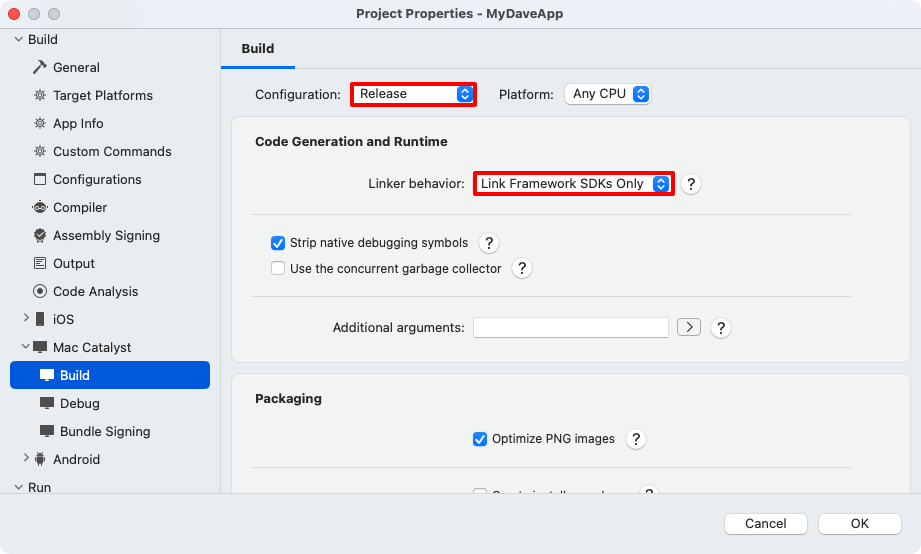 Project Properties - MyDaveApp
Build
General
Target Platforms
App Info
Custom Commands
Configurations
Compiler
Assembly Signing
Output
Code Analysis
iOS
Mac Catalyst
Build
Debug
Bundle Signing
Android
Run
Build
Configuration: Release Platform: Any CPU
Code Generation and Runtime
Linker behavior: Link Framework SDKs Only ?
Strip native debugging symbols ?
Use the concurrent garbage collector ?
Additional arguments: ?
Packaging
Optimize PNG images ?
Cancel OK